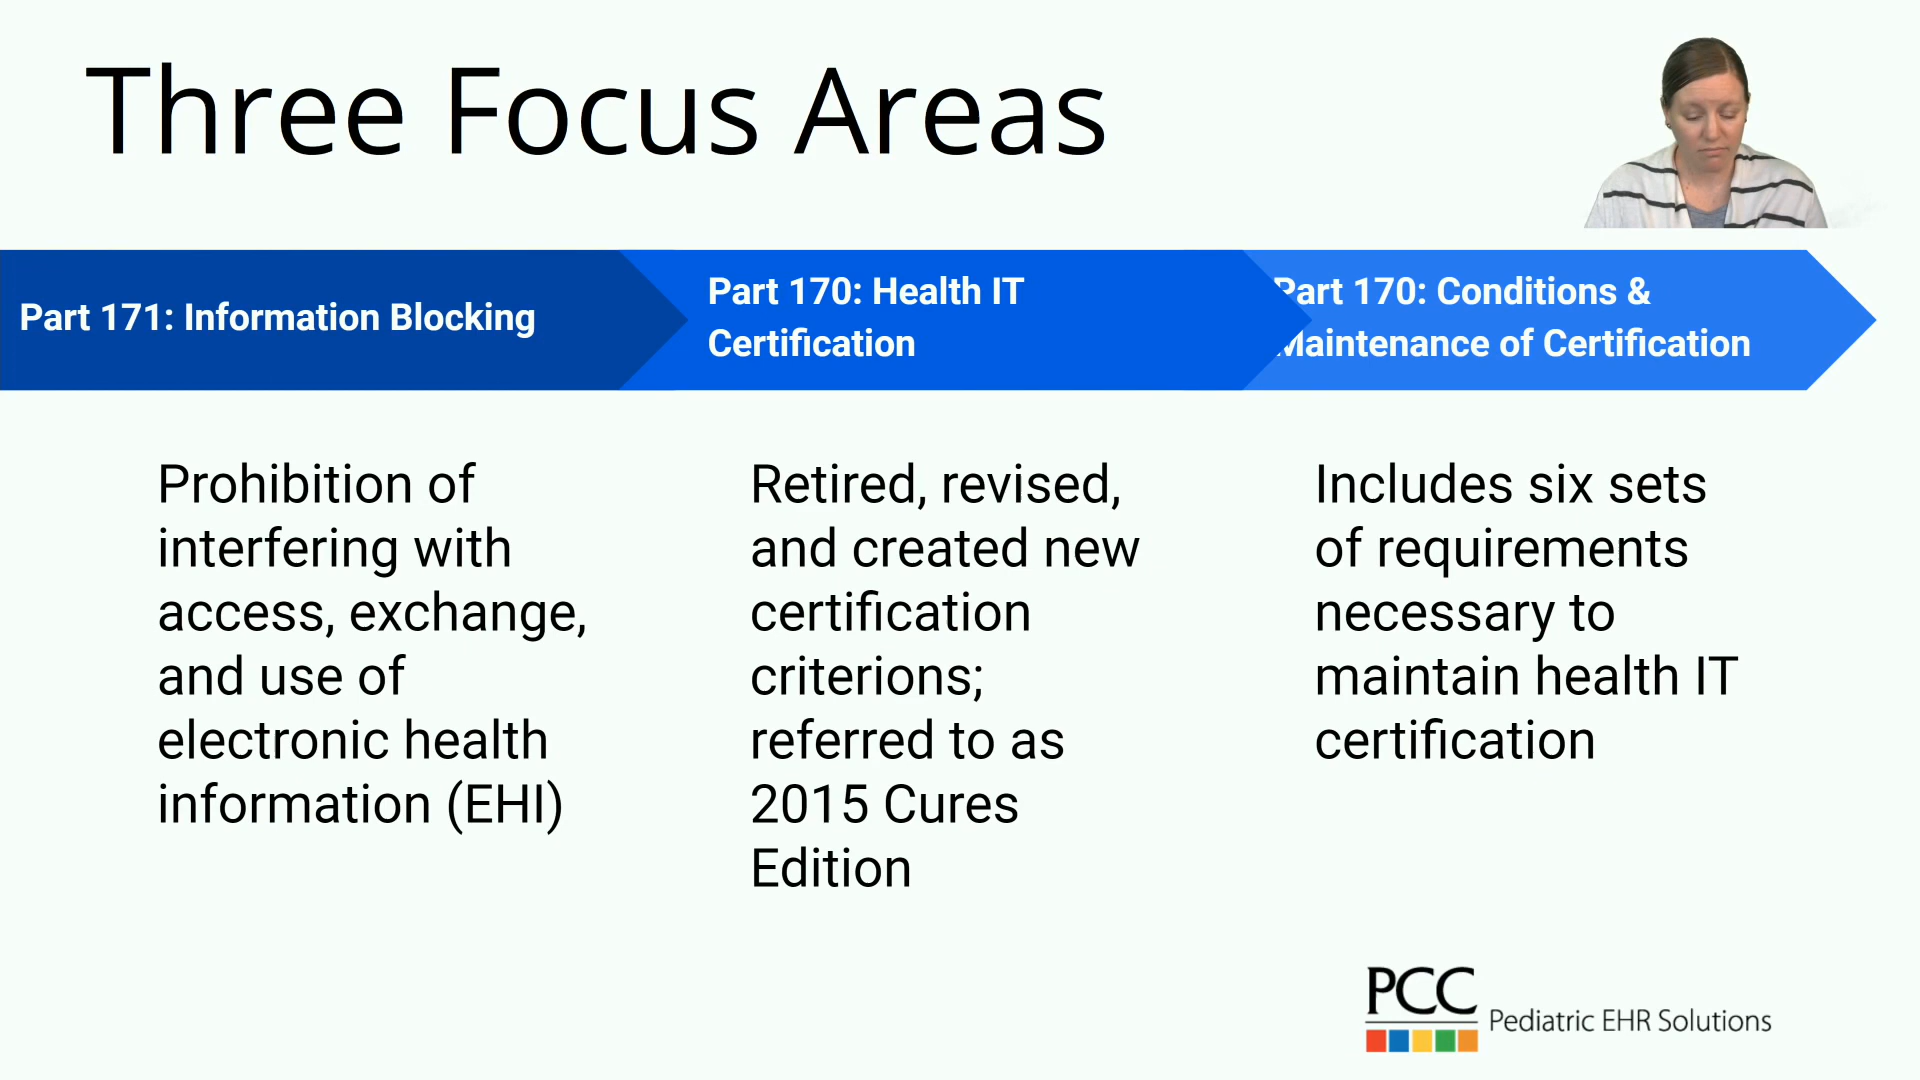 Three Focus Areas
Part 171: Information Blocking
Part 170: Health IT
Certification
Part 170: Conditions &
Maintenance of Certification
Prohibition of
interfering with
access, exchange,
and use of
electronic health
information (EHI)
Retired, revised,
and created new
certification
criterions;
referred to as
2015 Cures
Edition
Includes six sets
of requirements
necessary to
maintain health IT
certification
PCC
Pediatric EHR Solutions